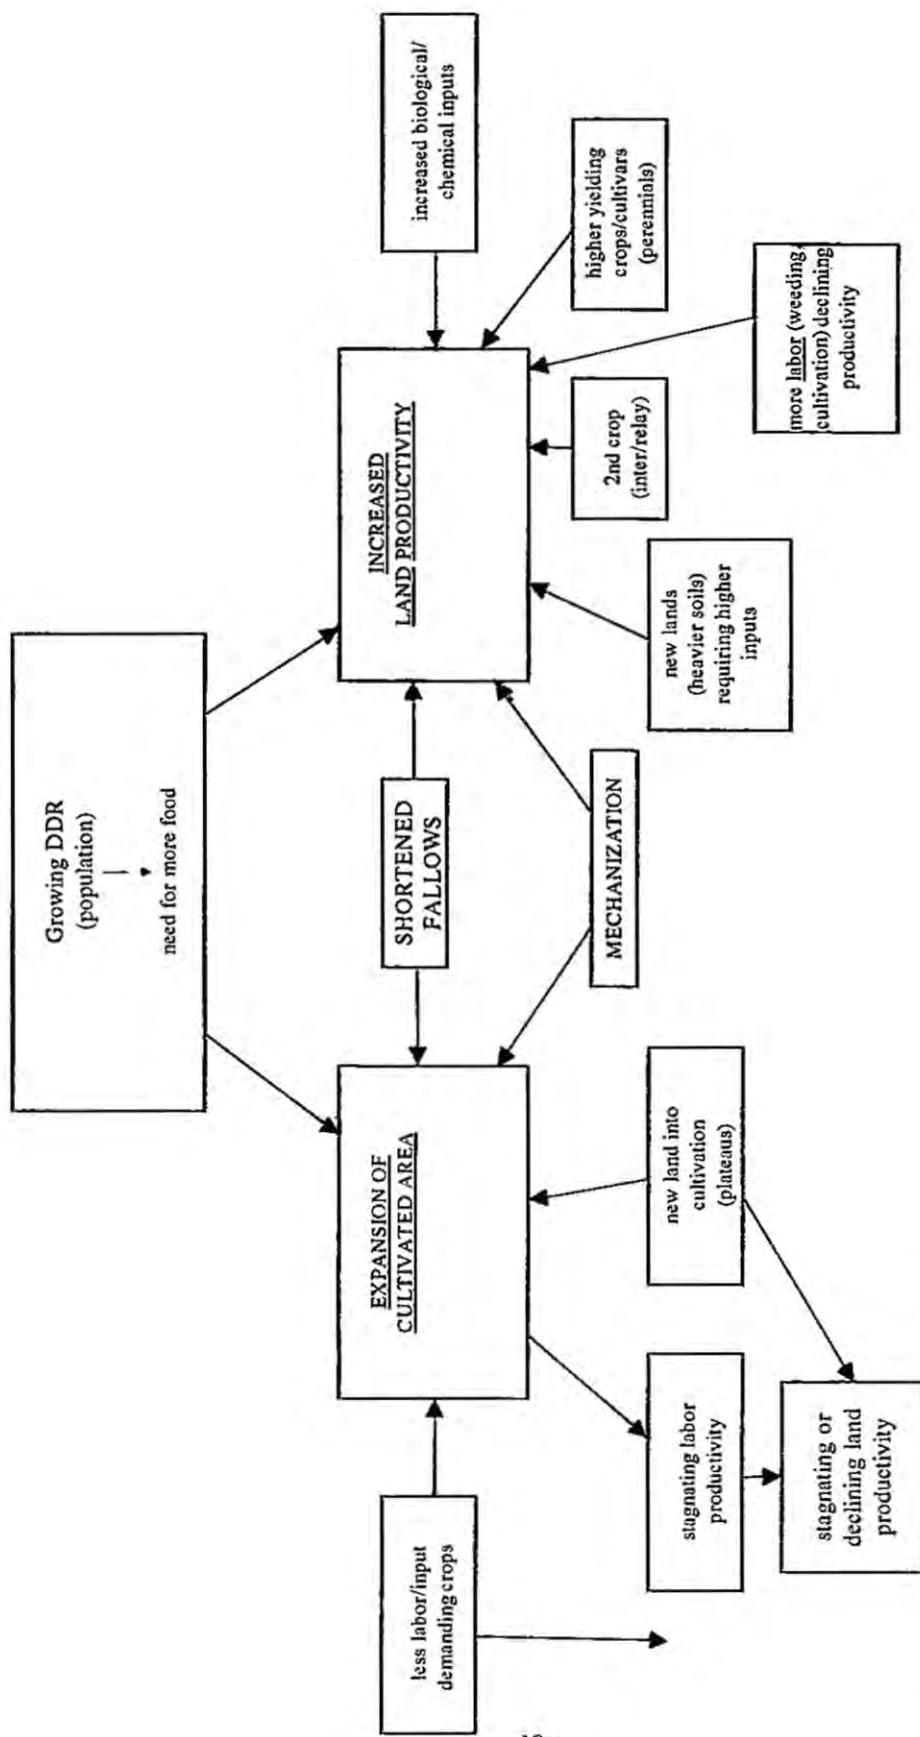 Growing DDR
(population)
need for more food
EXPANSION OF
CULTIVATED AREA
SHORTENED
FALLOWS
INCREASED
LAND PRODUCTIVITY
less labor/input
demanding crops
MECHANIZATION
increased biological/
chemical inputs
stagnating labor
productivity
new land into
cultivation
(plateaus)
new lands
(heavier soils)
requiring higher
inputs
2nd crop
(inter/relay)
higher yielding
crops/cultivars
(perennials)
stagnating or
declining land
productivity
more labor (weeding,
cultivation) declining
productivity